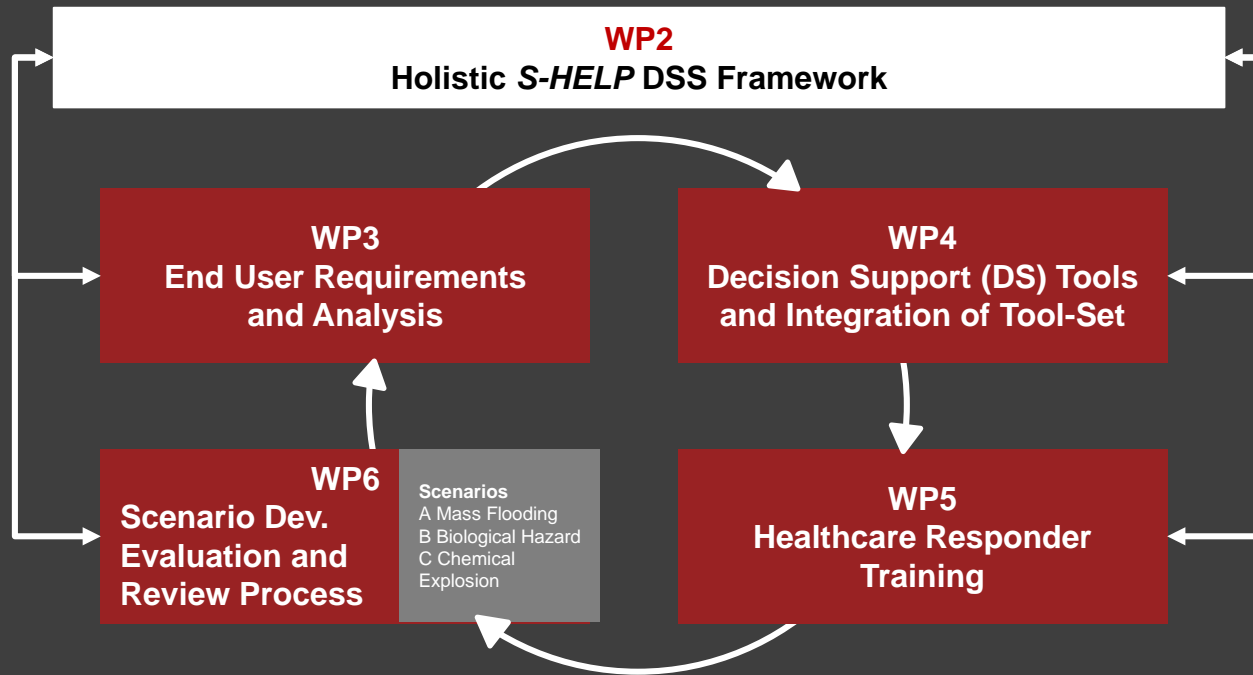 WP2
Holistic S-HELP DSS Framework
WP3
End User Requirements
and Analysis
WP4
Decision Support (DS) Tools
and Integration of Tool-Set
WP6
Scenario Dev.
Evaluation and
Review Process
Scenarios
A Mass Flooding
B Biological Hazard
C Chemical
Explosion
WP5
Healthcare Responder
Training